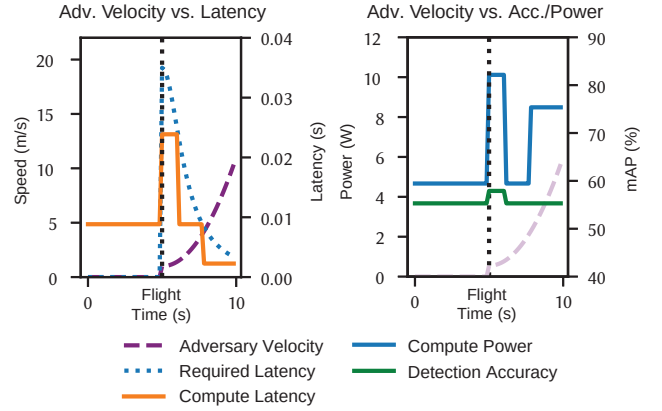 Adv. Velocity vs. Latency
Adv. Velocity vs. Acc./Power
20
15
10
5
0
Speed (m/s)
0.04
0.03
0.02
0.01
0.00
Latency (s)
0
Flight
10
Time (s)
12
10
8
6
4
2
0
Power (W)
90
80
70
60
50
40
mAP (%)
0
Flight
10
Time (s)
Adversary Velocity
Required Latency
Compute Latency
Compute Power
Detection Accuracy